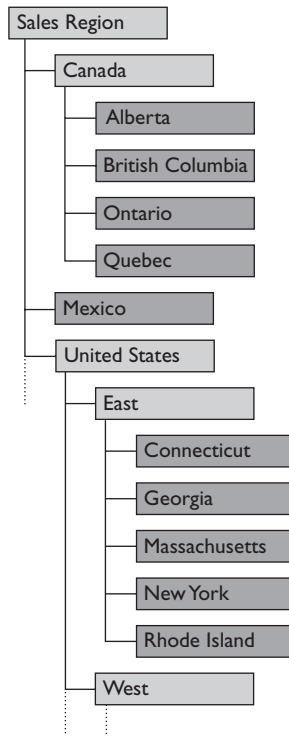 Sales Region
Canada
Alberta
British Columbia
Ontario
Quebec
Mexico
United States
East
Connecticut
Georgia
Massachusetts
New York
Rhode Island
West